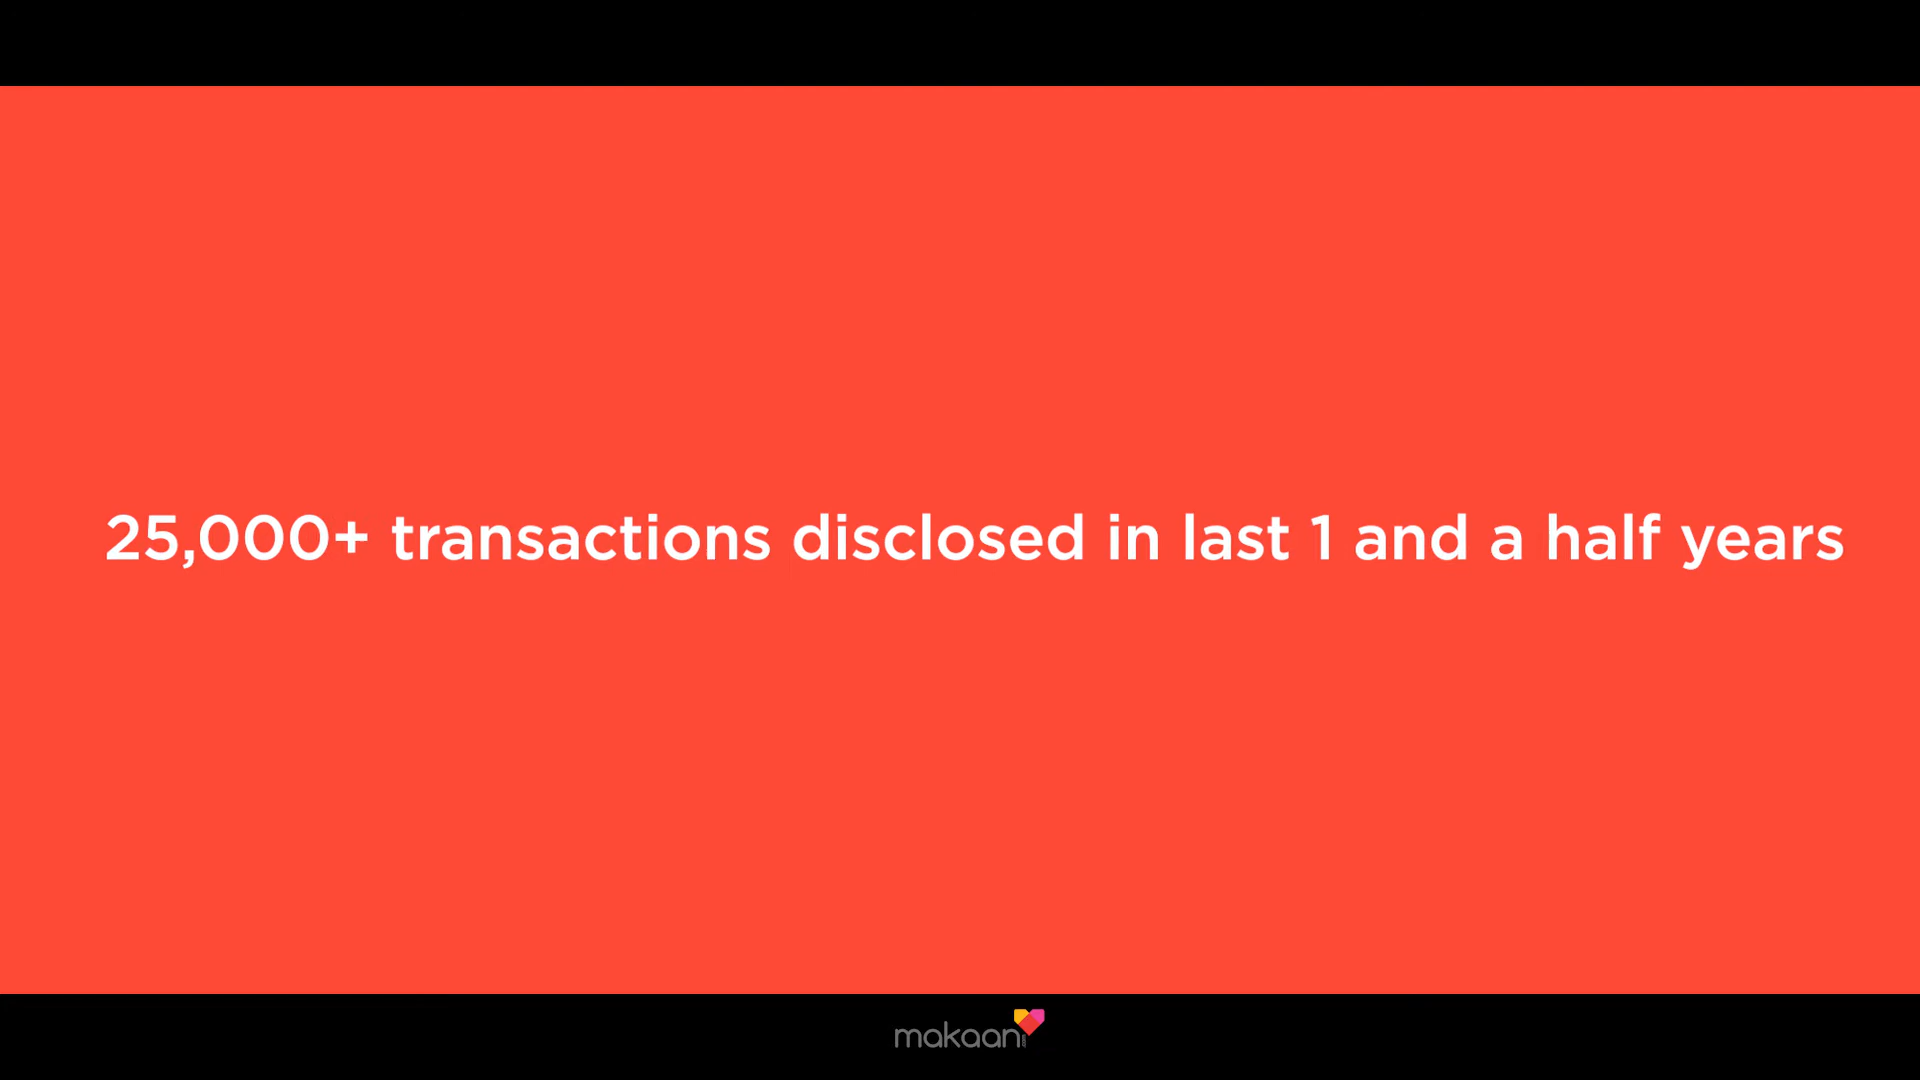 25,000+ transactions disclosed in last 1 and a half years
makaan